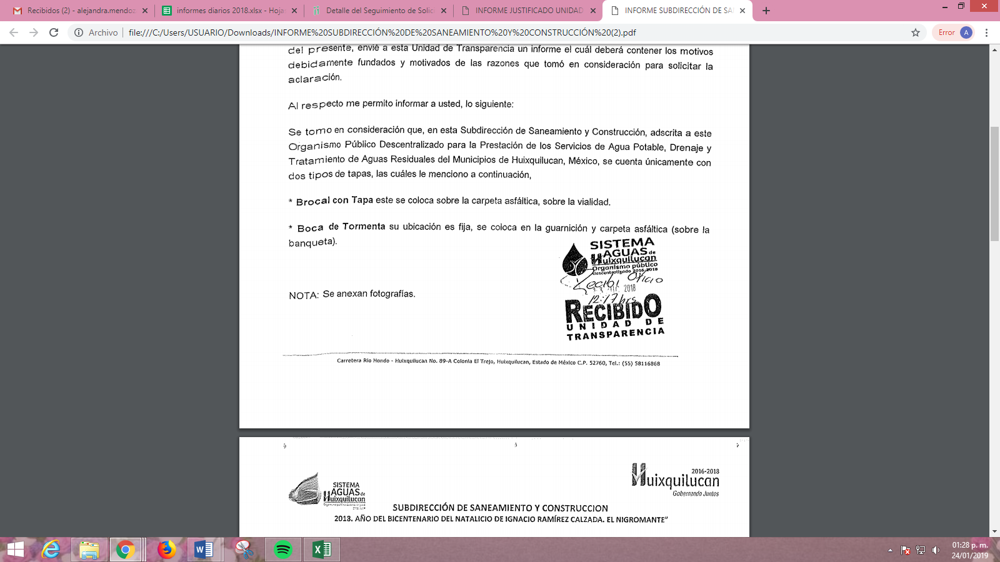 Recibidos (2) - alejandra.mendoz
informes diarios 2018.xlsx - Hoja
Detalle del Seguimiento de Solic
INFORME JUSTIFICADO UNIDAD
INFORME SUBDIRECCIÓN DE SA
Archivo
file:///C:/Users/USUARIO/Downloads/INFORME%20SUBDIRECCIÓN%20DE%20SANEAMIENTO%20Y%20CONSTRUCCIÓN%20(2).pdf
Error
A
del presente, envié a esta Unidad de Transparencia un informe el cuál deberá contener los motivos
debidamente fundados y motivados de las razones que tomó en consideración para solicitar la
aclaración.
Al respecto me permito informar a usted, lo siguiente:
Se tomo en consideración que, en esta Subdirección de Saneamiento y Construcción, adscrita a este
Organismo Público Descentralizado para la Prestación de los Servicios de Agua Potable, Drenaje y
Tratamiento de Aguas Residuales del Municipios de Huixquilucan, México, se cuenta únicamente con
dos tipos de tapas, las cuáles le menciono a continuación,
* Brocal con Tapa este se coloca sobre la carpeta asfáltica, sobre la vialidad.
* Boca de Tormenta su ubicación es fija, se coloca en la guarnición y carpeta asfáltica (sobre la
banqueta).
SISTEMA
AGUAS de
Huixquilucan
Organismo público
descentralizado 2016-2018
Recibi Oficio
2018
12:17 hrs
RECIBIDO
UNIDAD DE
TRANSPARENCIA
NOTA: Se anexan fotografías.
Carretera Río Hondo - Huixquilucan No. 89-A Colonia El Trejo, Huixquilucan, Estado de México C.P. 52760, Tel.: (55) 58116868
SISTEMA
AGUAS de
Huixquilucan
2016-2018
Huixquilucan
Gobernando Juntos
SUBDIRECCIÓN DE SANEAMIENTO Y CONSTRUCCION
2018. AÑO DEL BICENTENARIO DEL NATALICIO DE IGNACIO RAMÍREZ CALZADA. EL NIGROMANTE”
01:28 p. m.
24/01/2019